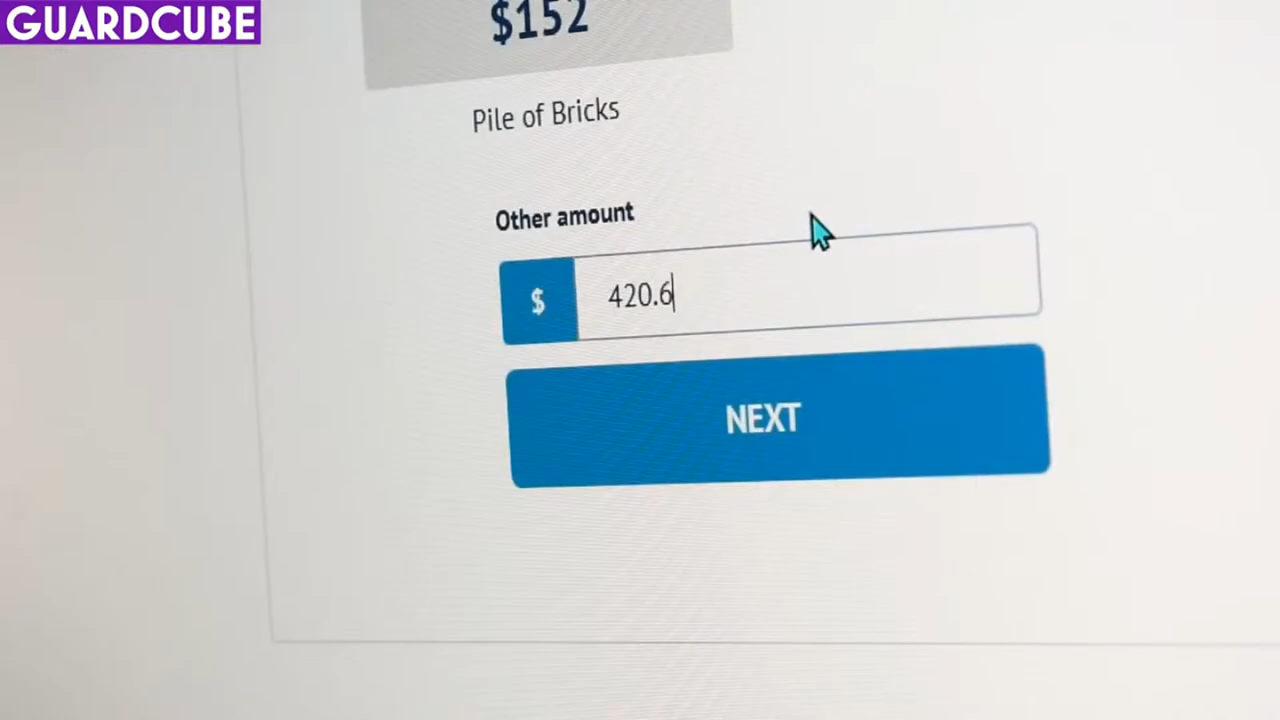 GUARDCUBE
$152
Pile of Bricks
Other amount
$ 420.6
NEXT